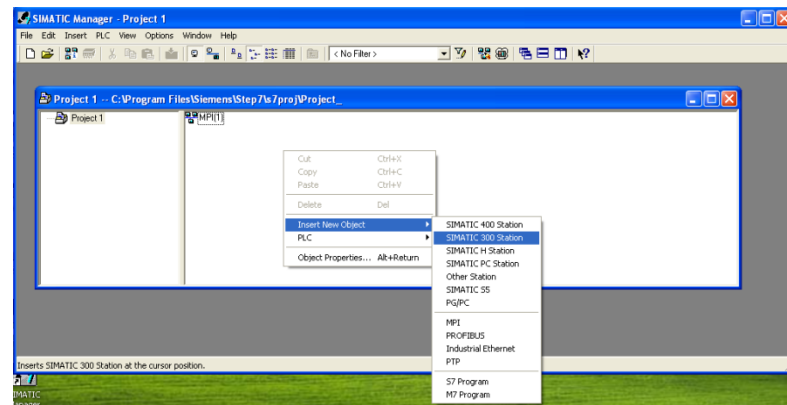 SIMATIC Manager - Project 1
File Edit Insert PLC View Options Window Help
< No Filter >
Project 1 -- C:\Program Files\Siemens\Step7\s7proj\Project_
Project 1
MPI(1)
Cut Ctrl+X
Copy Ctrl+C
Paste Ctrl+V
Delete Del
Insert New Object
PLC
Object Properties... Alt+Return
SIMATIC 400 Station
SIMATIC 300 Station
SIMATIC H Station
SIMATIC PC Station
Other Station
SIMATIC S5
PG/PC
MPI
PROFIBUS
Industrial Ethernet
PTP
S7 Program
M7 Program
Inserts SIMATIC 300 Station at the cursor position.